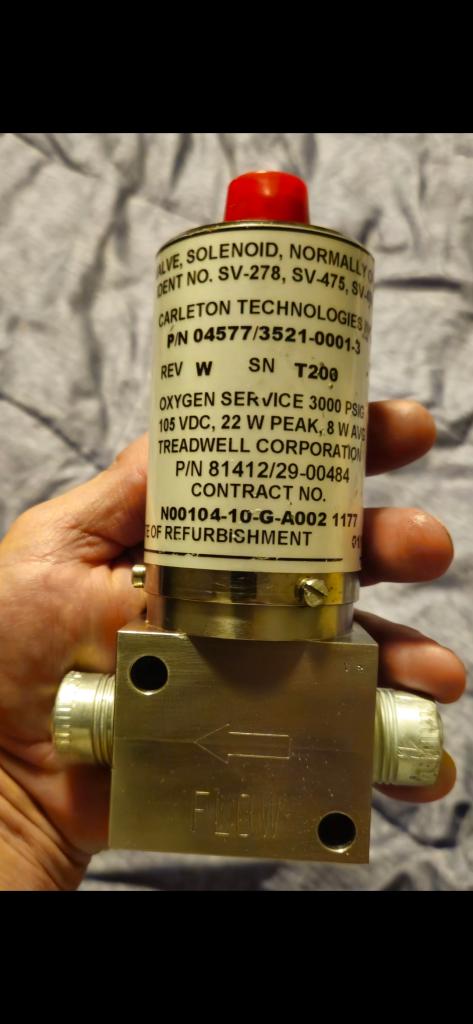 ALVE, SOLENOID, NORMALLY
DENT NO. SV-278, SV-475,
CARLETON TECHNOLOGIES
P/N 04577/3521-0001-3
REV W SN T200
OXYGEN SERVICE 3000 PSIG
105 VDC, 22 W PEAK, 8 W AVG
TREADWELL CORPORATION
P/N 81412/29-00484
CONTRACT NO.
N00104-10-G-A002 1177
E OF REFURBISHMENT
FLOW